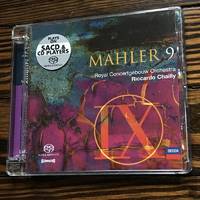 PLAYS
ON
SACD &
CD PLAYERS
MAHLER 9
Royal Concertgebouw Orchestra
Riccardo Chailly
IX
DECCA